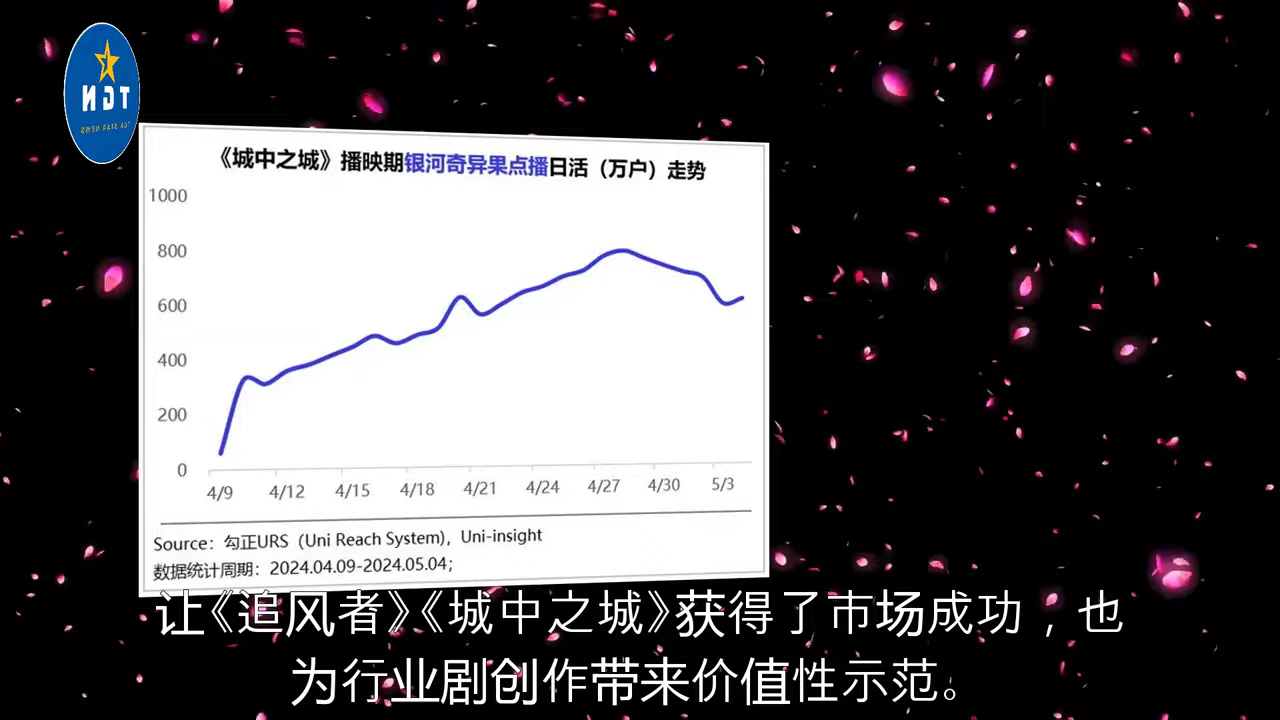 TGN
TGN STAR NEWS
《城中之城》播映期银河奇异果点播日活（万户）走势
1000
800
600
400
200
0
4/9 4/12 4/15 4/18 4/21 4/24 4/27 4/30 5/3
Source：勾正URS（Uni Reach System)，Uni-insight
数据统计周期：2024.04.09-2024.05.04；
让《追风者》《城中之城》获得了市场成功，也
为行业剧创作带来价值性示范。